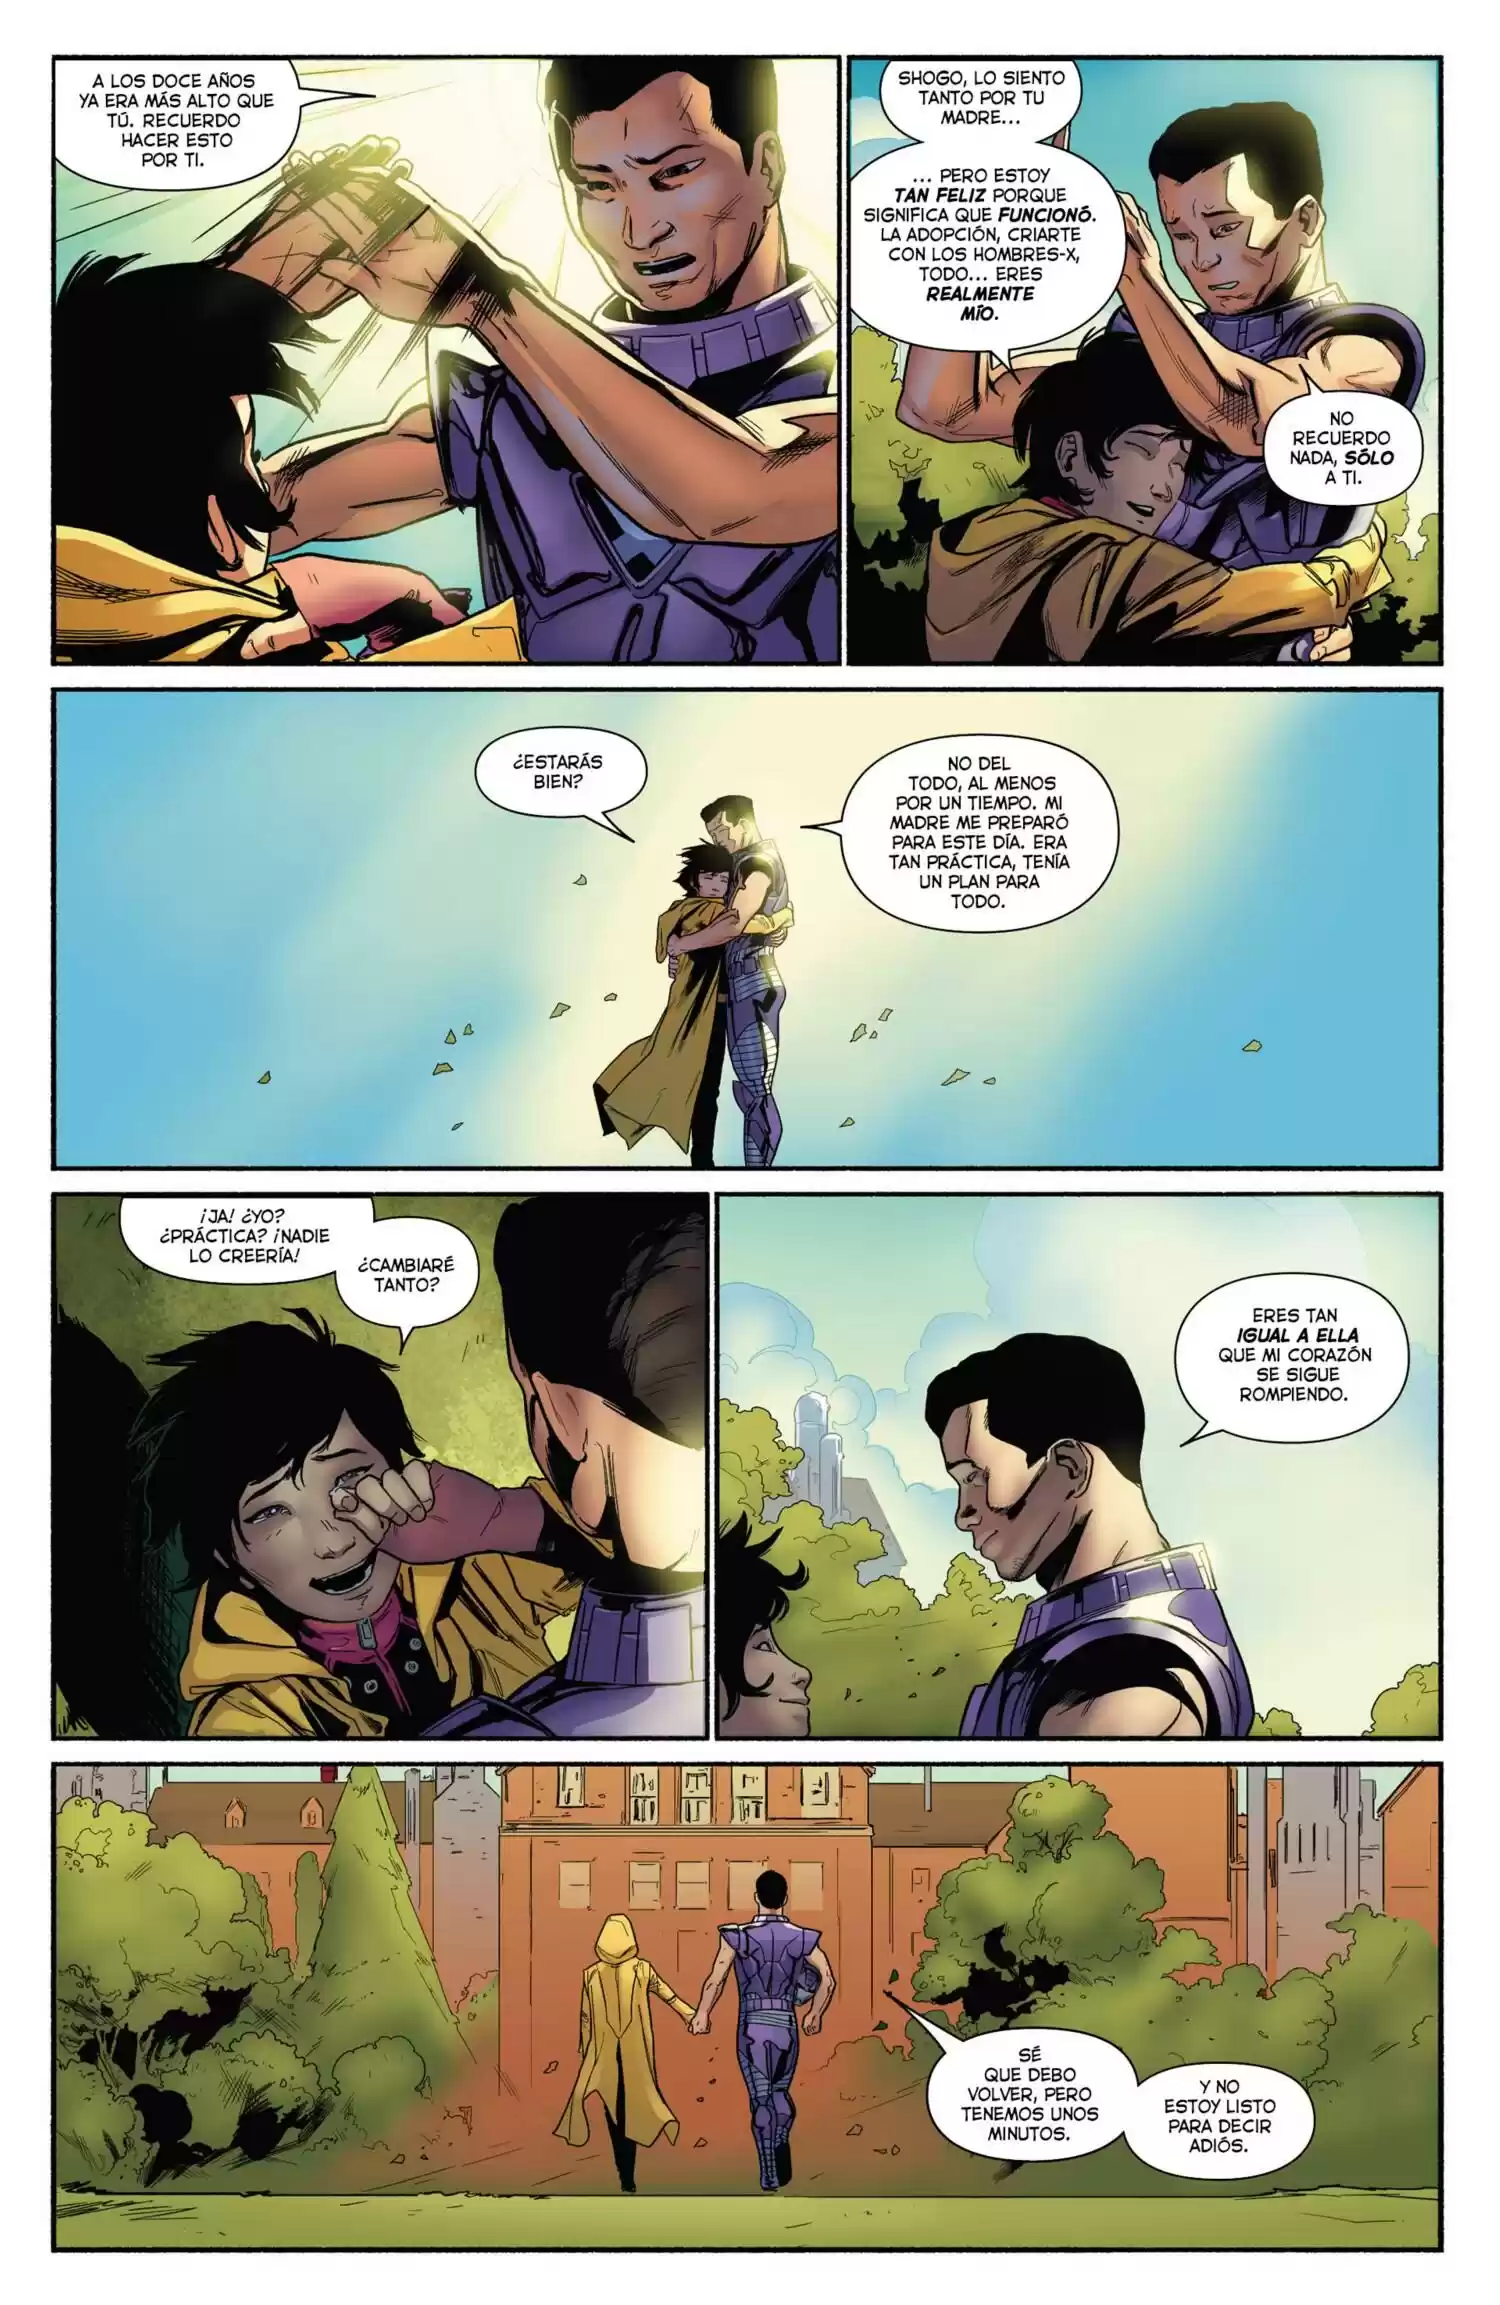 A LOS DOCE AÑOS
YA ERA MÁS ALTO QUE
TÚ. RECUERDO
HACER ESTO
POR TI.
SHOGO, LO SIENTO
TANTO POR TU
MADRE...
... PERO ESTOY
TAN FELIZ PORQUE
SIGNIFICA QUE FUNCIONÓ.
LA ADOPCIÓN, CRIARTE
CON LOS HOMBRES-X,
TODO... ERES
REALMENTE
MÍO.
NO
RECUERDO
NADA, SÓLO
A TI.
¿ESTARÁS
BIEN?
NO DEL
TODO, AL MENOS
POR UN TIEMPO. MI
MADRE ME PREPARÓ
PARA ESTE DÍA. ERA
TAN PRÁCTICA, TENÍA
UN PLAN PARA
TODO.
¡JA! ¿YO?
¿PRÁCTICA? ¡NADIE
LO CREERÍA!
¿CAMBIARÉ
TANTO?
ERES TAN
IGUAL A ELLA
QUE MI CORAZÓN
SE SIGUE
ROMPIENDO.
SÉ
QUE DEBO
VOLVER, PERO
TENEMOS UNOS
MINUTOS.
Y NO
ESTOY LISTO
PARA DECIR
ADIÓS.